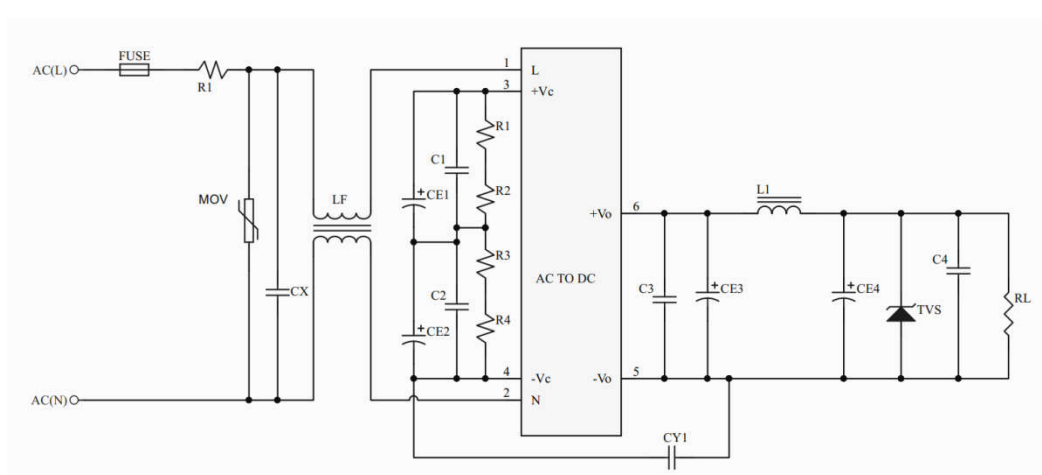 FUSE
AC(L)
R1
MOV
CX
LF
AC(N)
1
L
3
+Vc
R1
C1
R2
+
CE1
R3
C2
R4
+
CE2
4
-Vc
2
N
AC TO DC
+Vo
6
-Vo
5
L1
C3
+
CE3
+
CE4
TVS
C4
RL
CY1